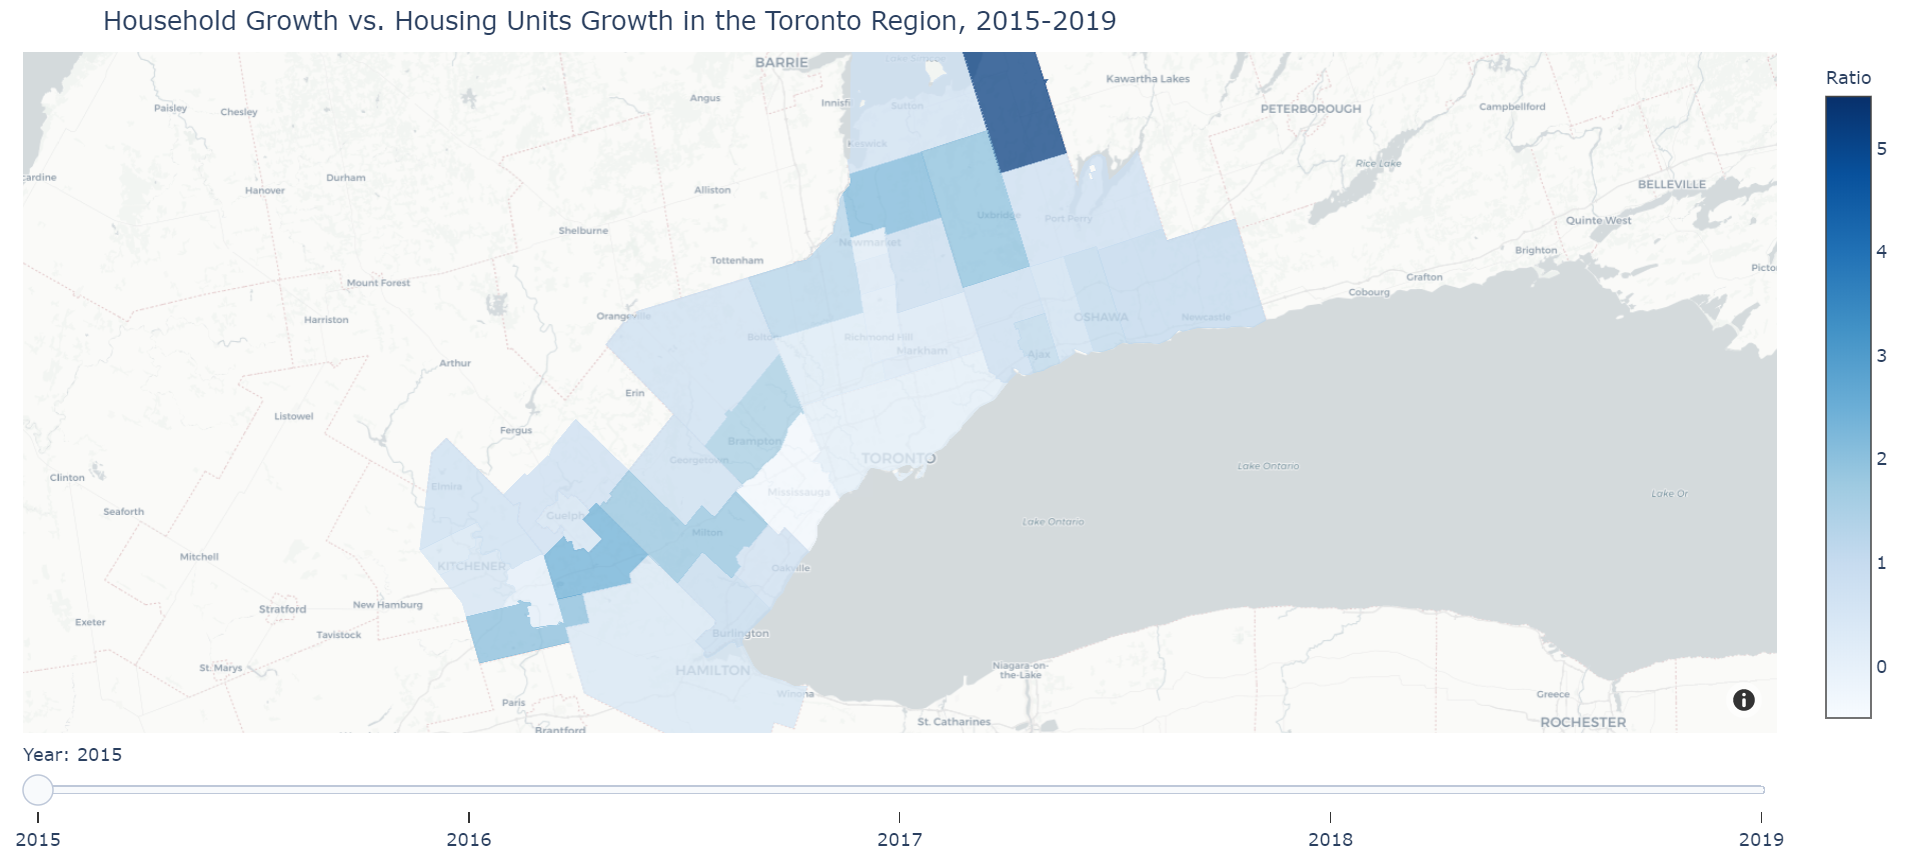 Household Growth vs. Housing Units Growth in the Toronto Region, 2015-2019
Ratio
5
4
3
2
1
0
BARRIE
Kawartha Lakes
Angus
Paisley
Chesley
Sutton
PETERBOROUGH
Campbellford
Keswick
Rice Lake
Durham
Hanover
Alliston
BELLEVILLE
Uxbridge
Port Perry
Quinte West
Shelburne
Newmarket
Brighton
Tottenham
Mount Forest
Grafton
Cobourg
Harriston
Orangeville
OSHAWA
Newcastle
Bolton
Richmond Hill
Markham
Ajax
Arthur
Erin
Listowel
Fergus
Brampton
Georgetown
TORONTO
Lake Ontario
Clinton
Elmira
Mississauga
Lake Or
Seaforth
Guelph
Lake Ontario
Milton
Mitchell
KITCHENER
Oakville
New Hamburg
Stratford
Exeter
Tavistock
Burlington
St. Marys
HAMILTON
Niagara-on-
the-Lake
Winona
Greece
Paris
St. Catharines
ROCHESTER
Brantford
Year: 2015
2015
2016
2017
2018
2019